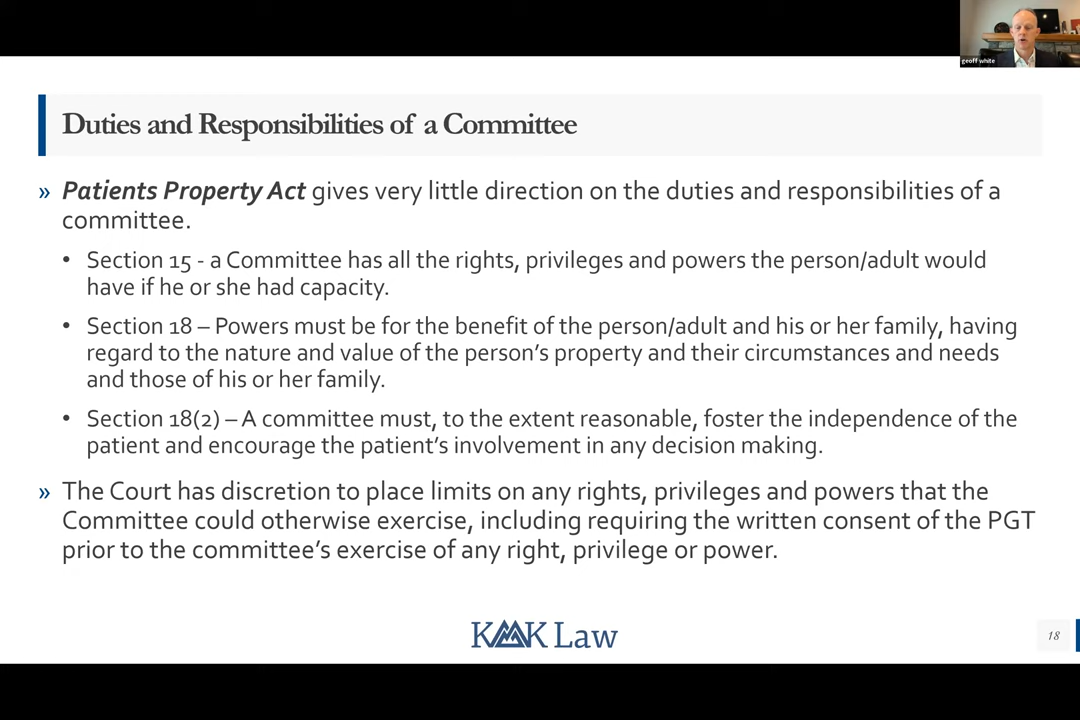 geoff white
Duties and Responsibilities of a Committee
» Patients Property Act gives very little direction on the duties and responsibilities of a
committee.
• Section 15 - a Committee has all the rights, privileges and powers the person/adult would
have if he or she had capacity.
• Section 18 – Powers must be for the benefit of the person/adult and his or her family, having
regard to the nature and value of the person’s property and their circumstances and needs
and those of his or her family.
• Section 18(2) – A committee must, to the extent reasonable, foster the independence of the
patient and encourage the patient’s involvement in any decision making.
» The Court has discretion to place limits on any rights, privileges and powers that the
Committee could otherwise exercise, including requiring the written consent of the PGT
prior to the committee’s exercise of any right, privilege or power.
KMK Law
18